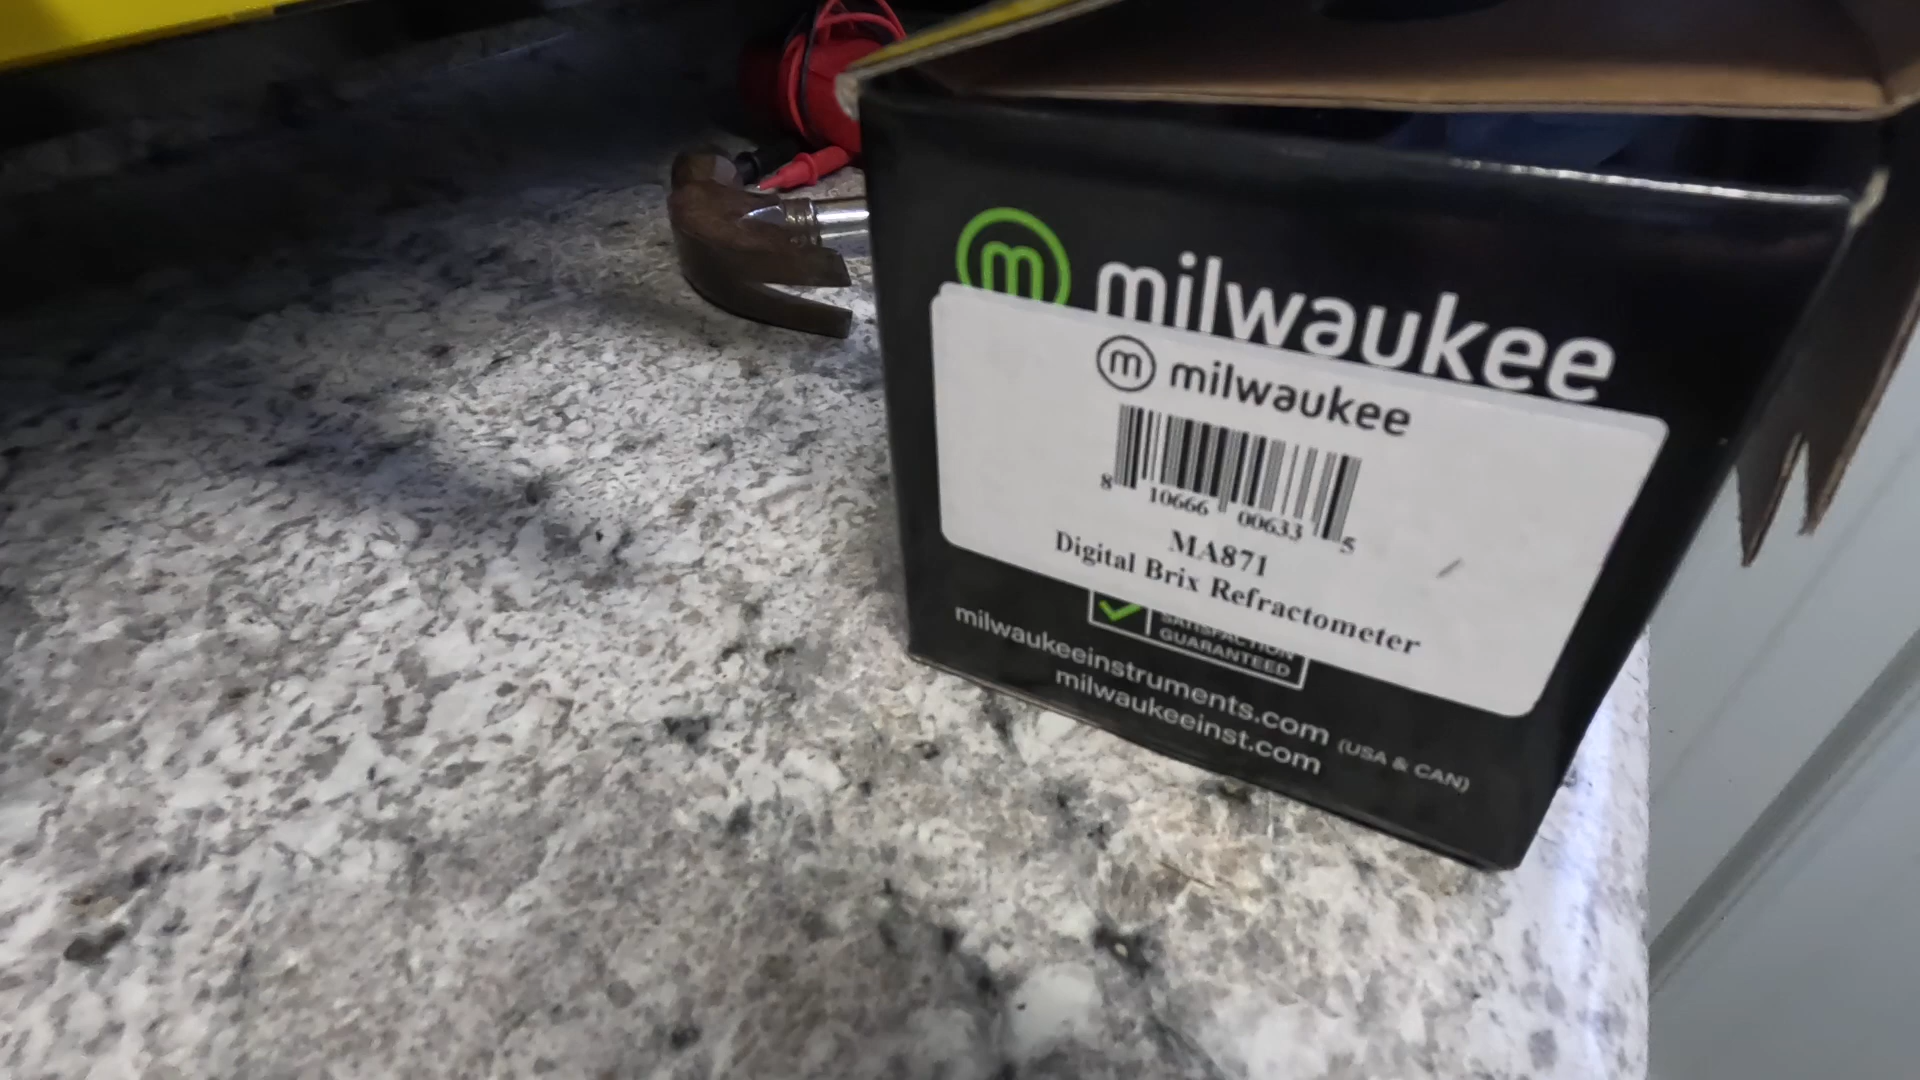 milwaukee
milwaukee
8 10666 00633 5
MA871
Digital Brix Refractometer
SATISFACTION
GUARANTEED
milwaukeeinstruments.com (USA & CAN)
milwaukeeinst.com